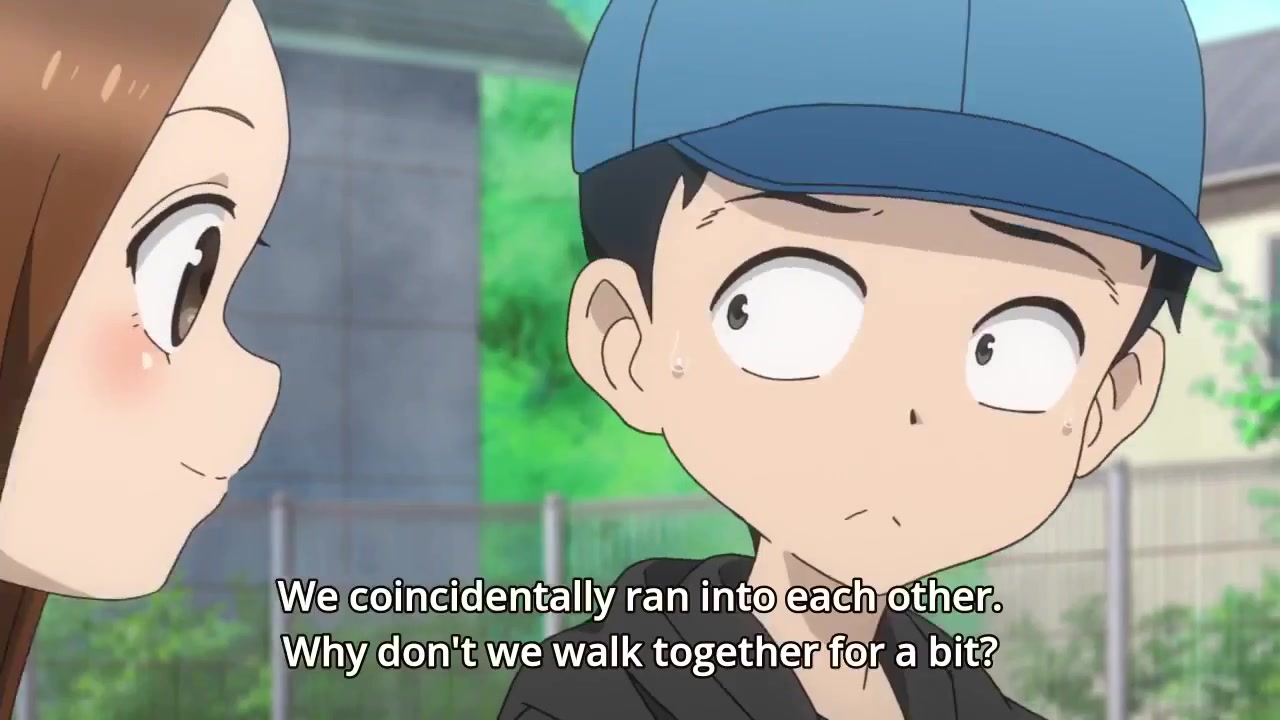 We coincidentally ran into each other.
Why don't we walk together for a bit?